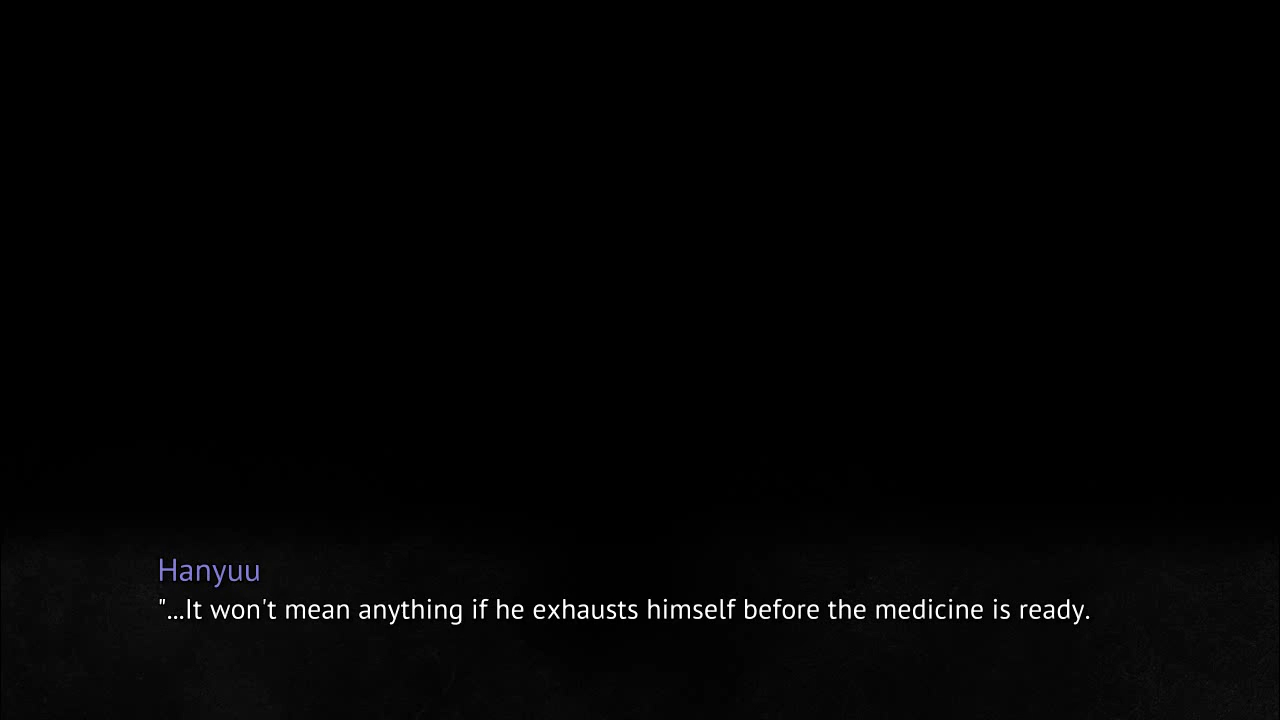 Hanyuu
"...It won't mean anything if he exhausts himself before the medicine is ready.